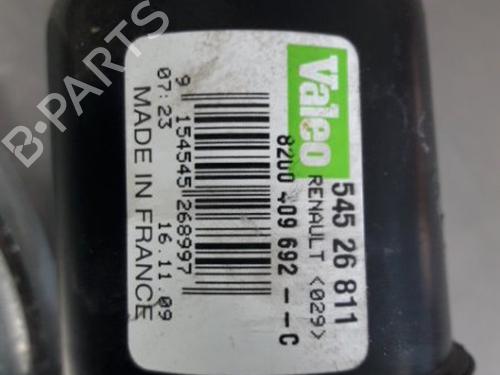 Valeo
545 26 811
RENAULT <029>
8200 409 692 -- C
9 154545 268997
07:23 16.11.09
MADE IN FRANCE
B-PARTS